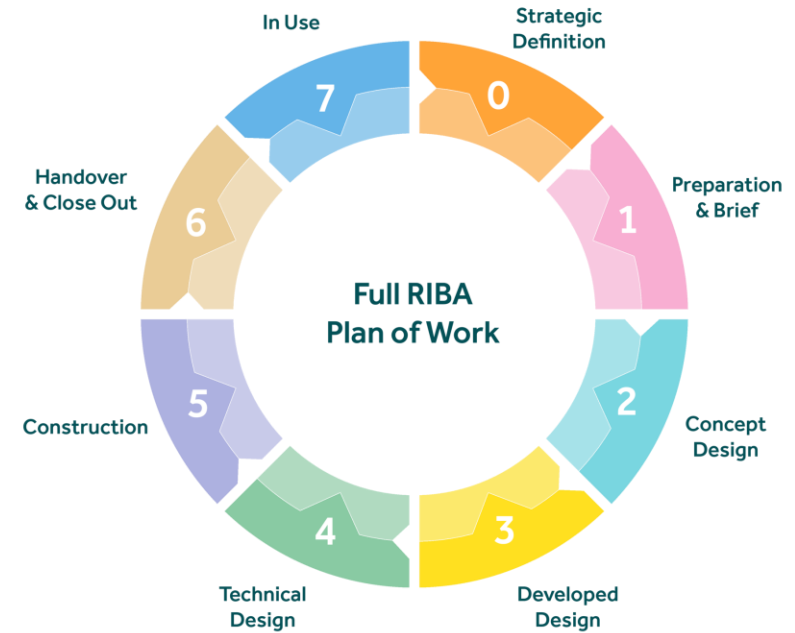 Strategic
Definition
0
Preparation
& Brief
1
Concept
Design
2
Developed
Design
3
Technical
Design
4
Construction
5
Handover
& Close Out
6
In Use
7
Full RIBA
Plan of Work